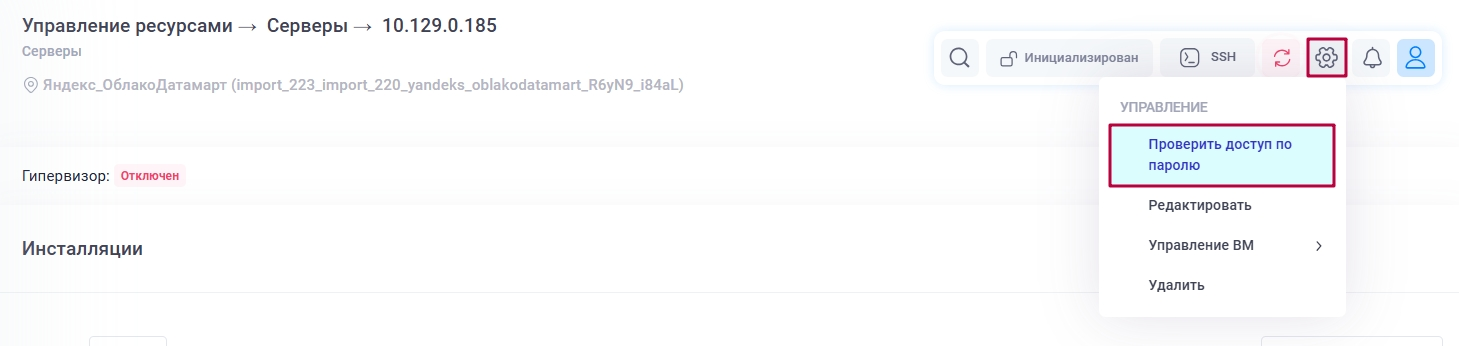 Управление ресурсами → Серверы → 10.129.0.185
Серверы
Яндекс_ОблакоДатамарт (import_223_import_220_yandeks_oblakodatamart_R6yN9_i84aL)
Инициализирован
SSH
УПРАВЛЕНИЕ
Проверить доступ по
паролю
Редактировать
Управление ВМ
Удалить
Гипервизор: Отключен
Инсталляции